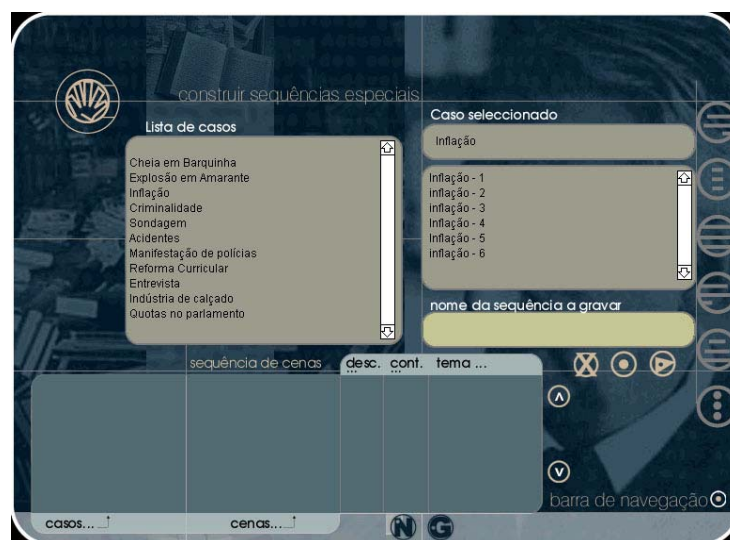 construir sequências especiais
Lista de casos
Cheia em Barquinha
Explosão em Amarante
Inflação
Criminalidade
Sondagem
Acidentes
Manifestação de polícias
Reforma Curricular
Entrevista
Indústria de calçado
Quotas no parlamento
Caso seleccionado
Inflação
Inflação - 1
inflação - 2
inflação - 3
Inflação - 4
Inflação - 5
inflação - 6
nome da sequência a gravar
sequência de cenas
desc. cont. tema ...
barra de navegação
casos... cenas...
N G